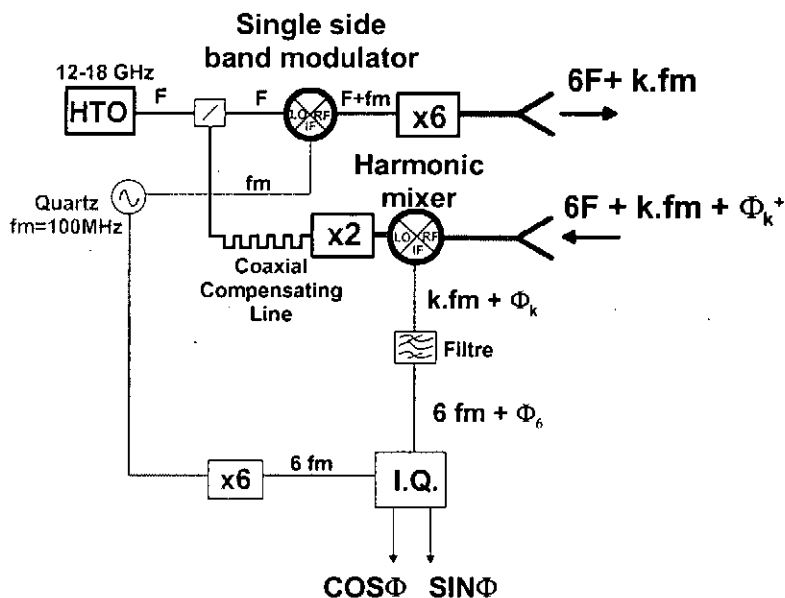 Single side
band modulator
12-18 GHz
HTO
F
F
LO
RF
IF
F+fm
x6
6F+ k.fm
fm
Quartz
fm=100MHz
Harmonic
mixer
x2
LO
RF
IF
6F + k.fm + Φk⁺
Coaxial
Compensating
Line
k.fm + Φk
Filtre
6 fm + Φ6
x6
6 fm
I.Q.
COSΦ SINΦ